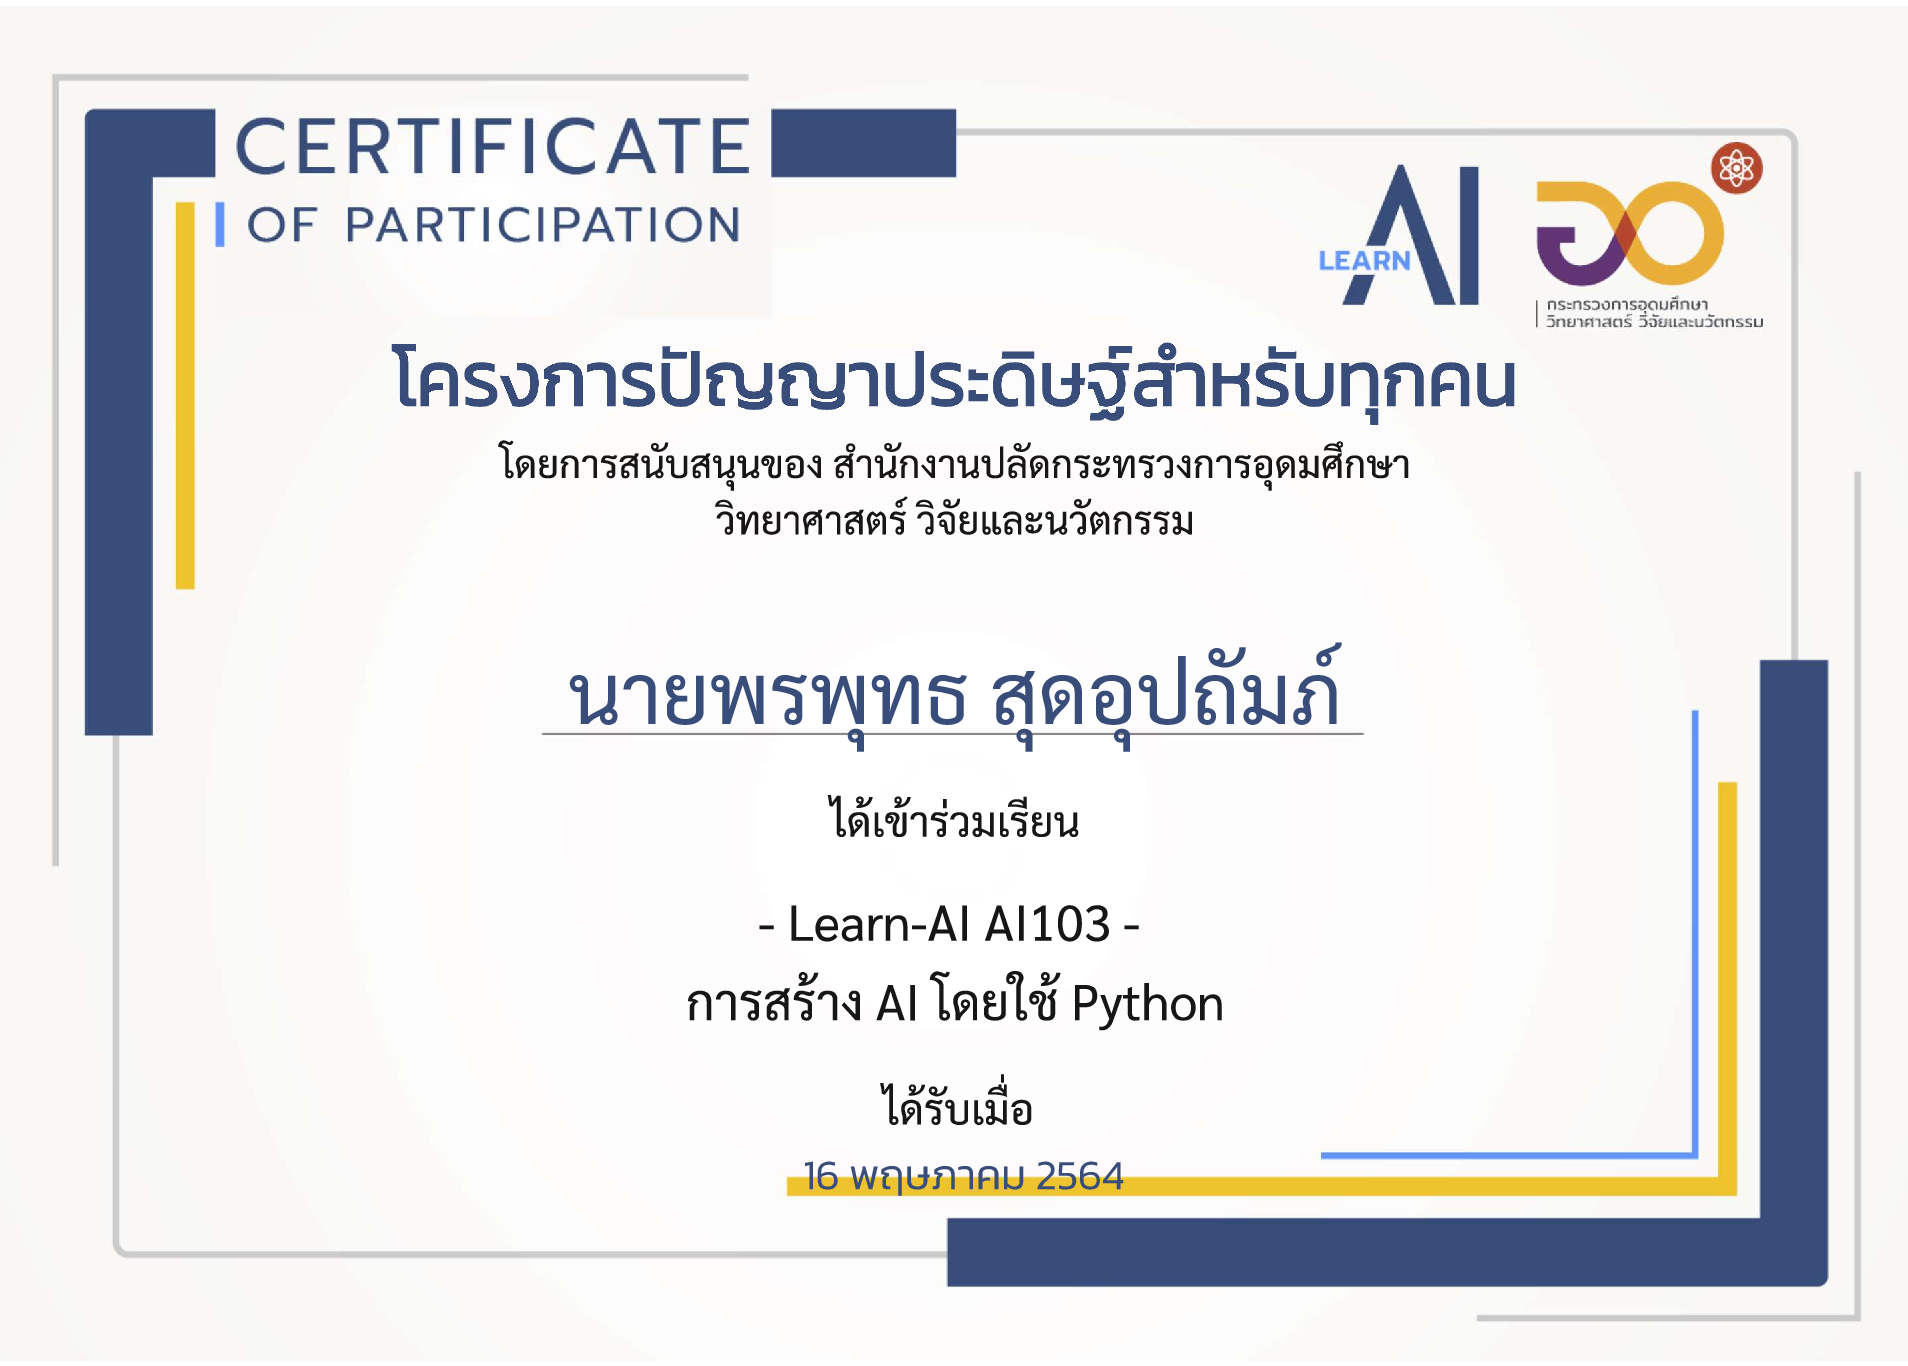 CERTIFICATE
OF PARTICIPATION
LEARN AI
กระทรวงการอุดมศึกษา
วิทยาศาสตร์ วิจัยและนวัตกรรม
โครงการปัญญาประดิษฐ์สำหรับทุกคน
โดยการสนับสนุนของ สำนักงานปลัดกระทรวงการอุดมศึกษา
วิทยาศาสตร์ วิจัยและนวัตกรรม
นายพรพุทธ สุดอุปถัมภ์
ได้เข้าร่วมเรียน
- Learn-AI AI103 -
การสร้าง AI โดยใช้ Python
ได้รับเมื่อ
16 พฤษภาคม 2564